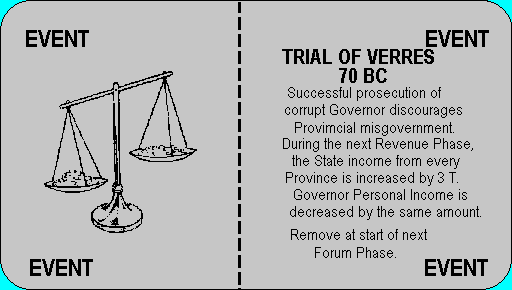 EVENT
EVENT
EVENT
TRIAL OF VERRES
70 BC
Successful prosecution of
corrupt Governor discourages
Provimcial misgovernment.
During the next Revenue Phase,
the State income from every
Province is increased by 3 T.
Governor Personal Income is
decreased by the same amount.
Remove at start of next
Forum Phase.
EVENT